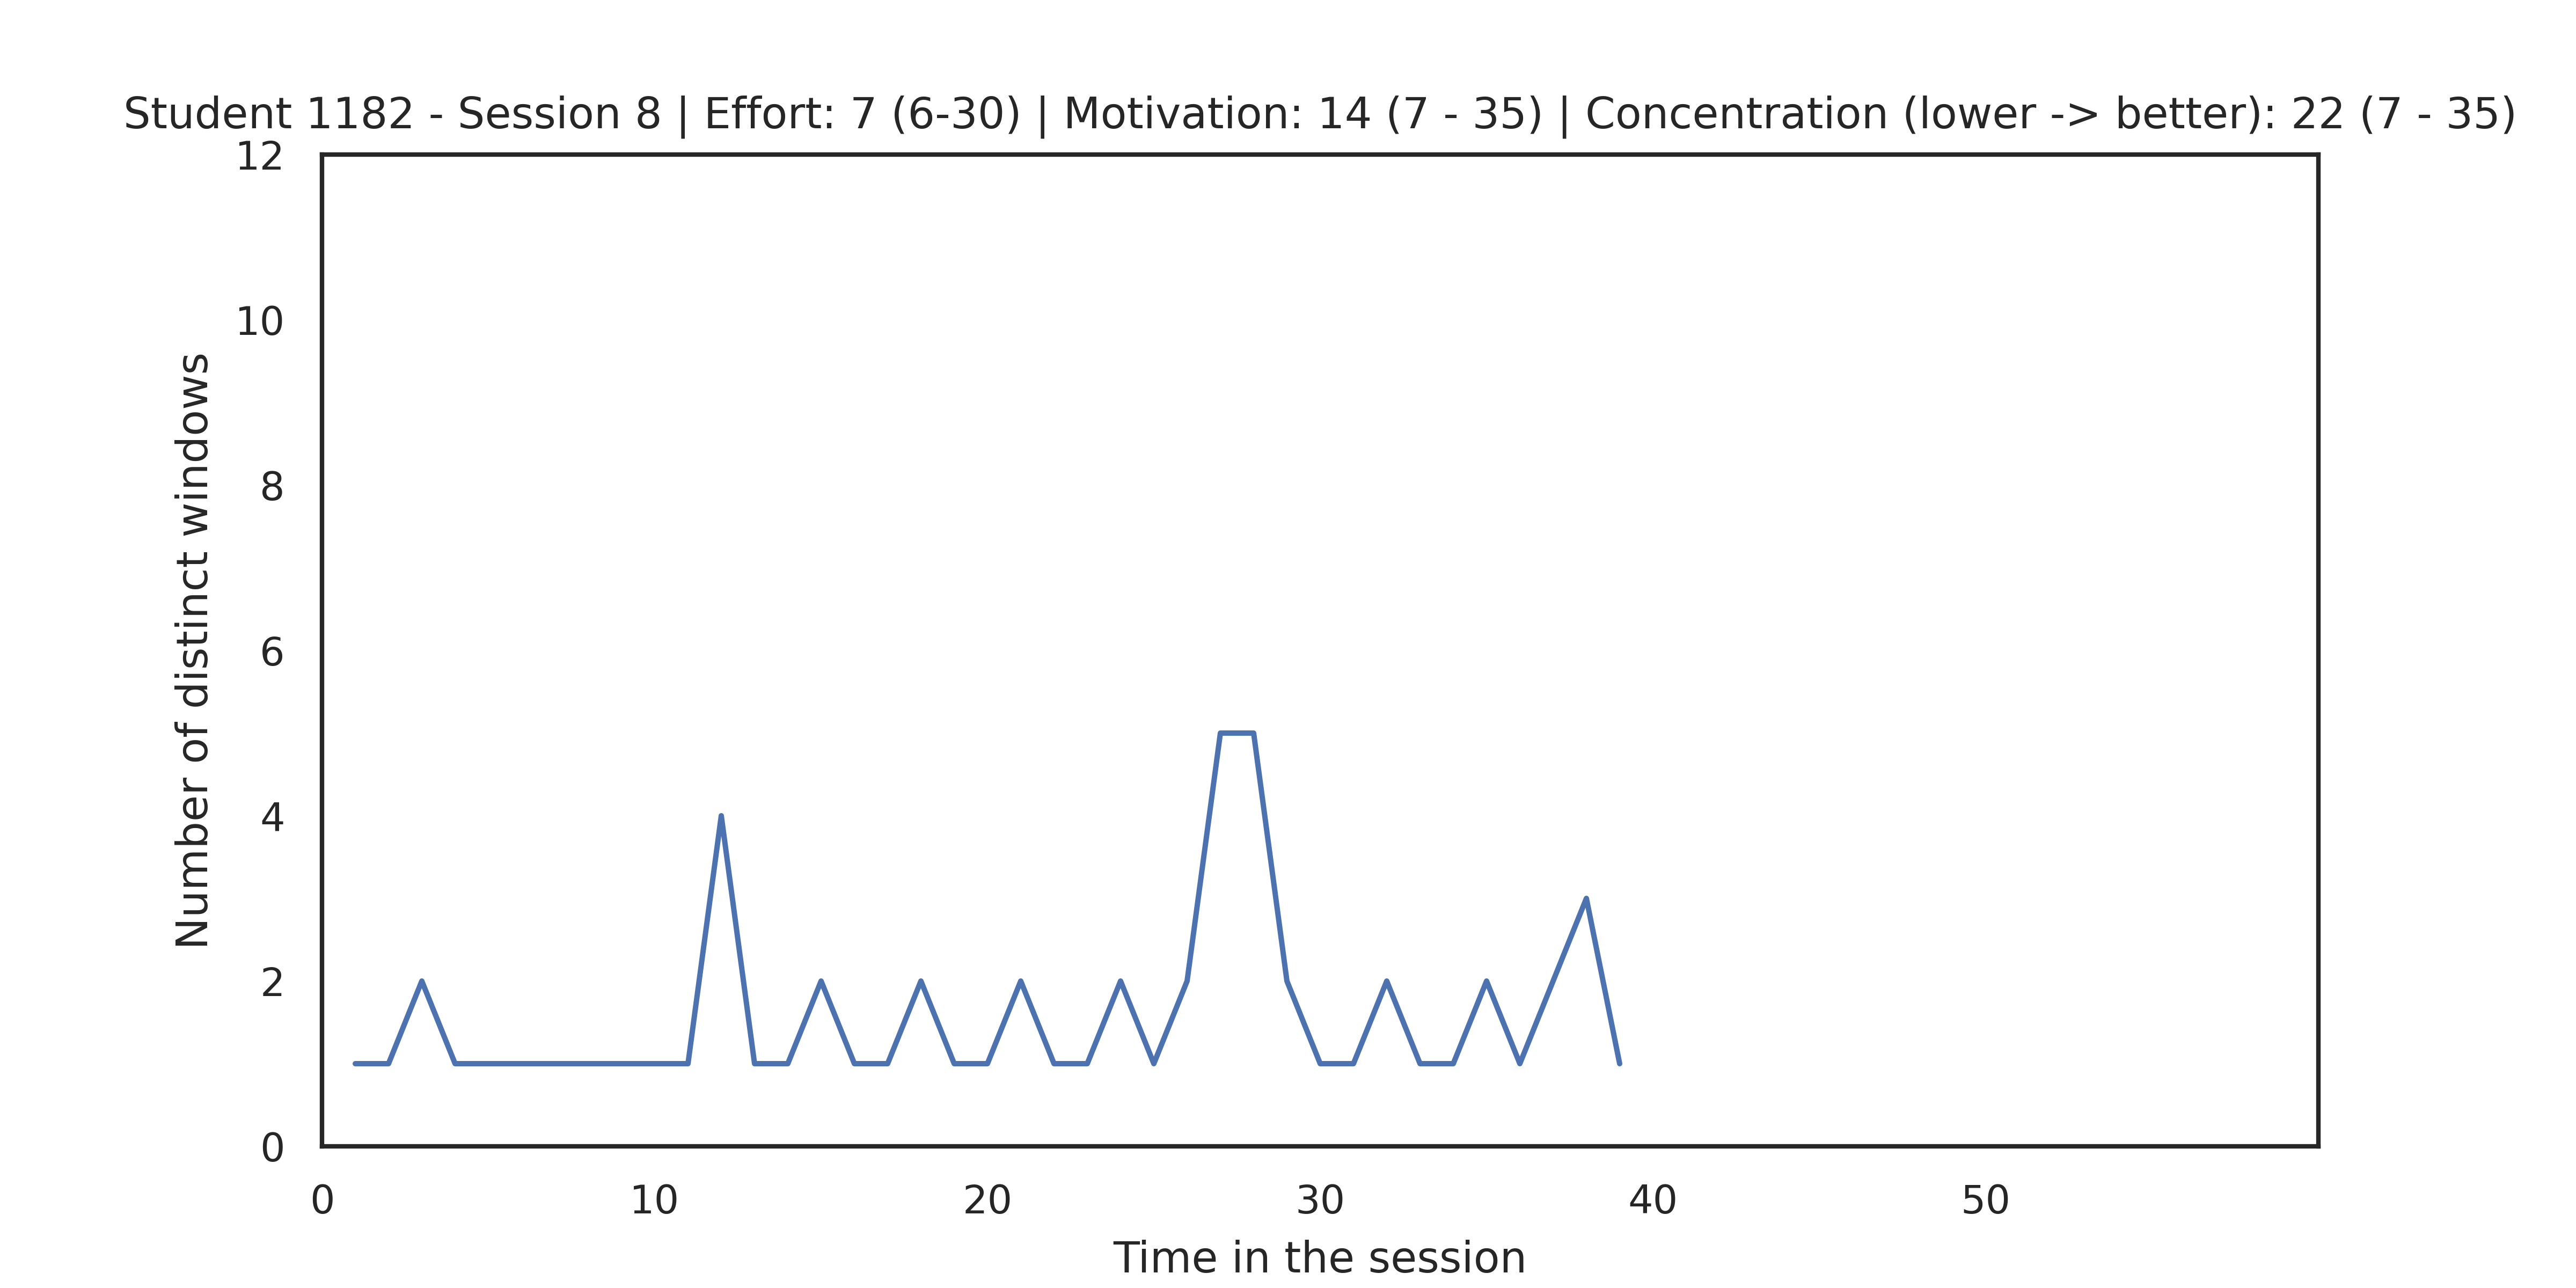 Student 1182 - Session 8 | Effort: 7 (6-30) | Motivation: 14 (7 - 35) | Concentration (lower -> better): 22 (7 - 35)
12
10
8
6
4
2
0
Number of distinct windows
0 10 20 30 40 50
Time in the session